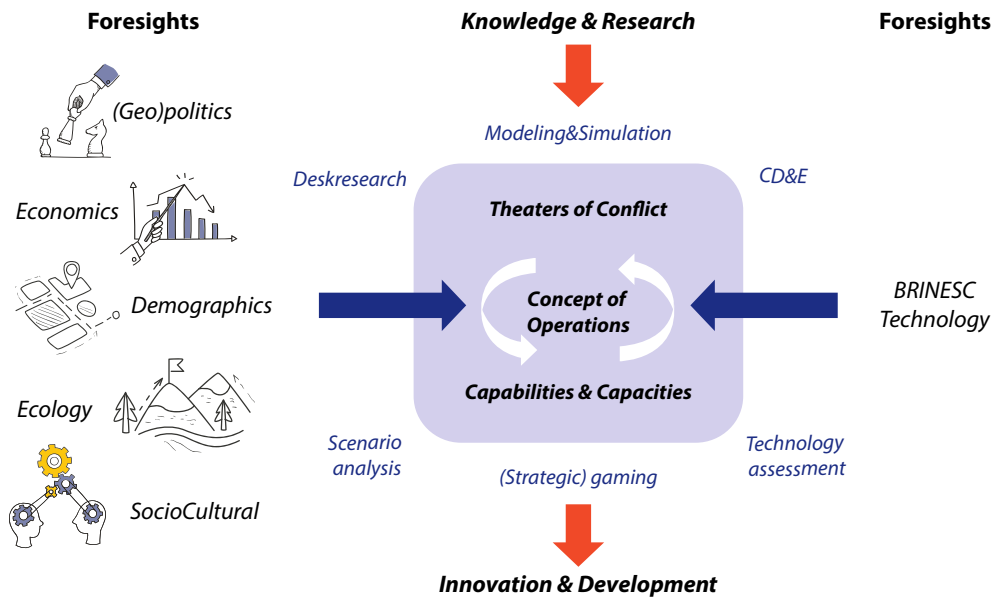 Foresights
Knowledge & Research
Foresights
(Geo)politics
Modeling&Simulation
Deskresearch
CD&E
Economics
Theaters of Conflict
Demographics
Concept of
Operations
BRINESC
Technology
Capabilities & Capacities
Ecology
Scenario
analysis
Technology
assessment
(Strategic) gaming
SocioCultural
Innovation & Development